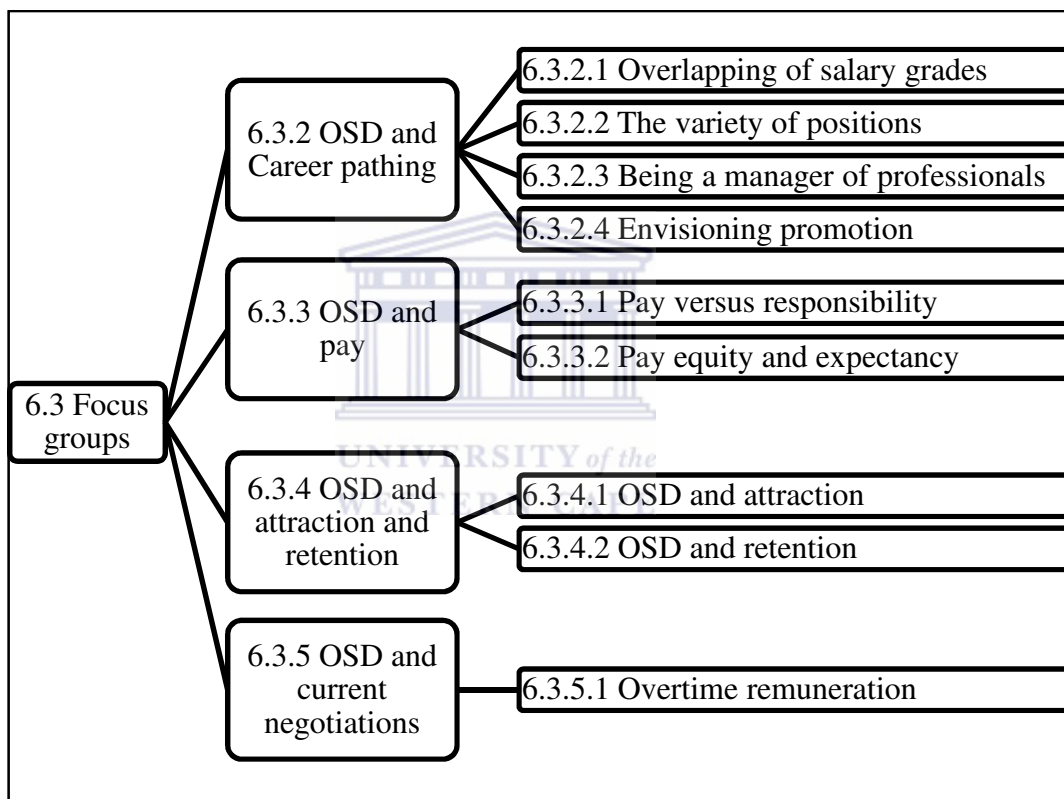 6.3 Focus
groups
6.3.2 OSD and
Career pathing
6.3.2.1 Overlapping of salary grades
6.3.2.2 The variety of positions
6.3.2.3 Being a manager of professionals
6.3.2.4 Envisioning promotion
6.3.3 OSD and
pay
6.3.3.1 Pay versus responsibility
6.3.3.2 Pay equity and expectancy
6.3.4 OSD and
attraction and
retention
6.3.4.1 OSD and attraction
6.3.4.2 OSD and retention
6.3.5 OSD and
current
negotiations
6.3.5.1 Overtime remuneration
UNIVERSITY of the
WESTERN CAPE